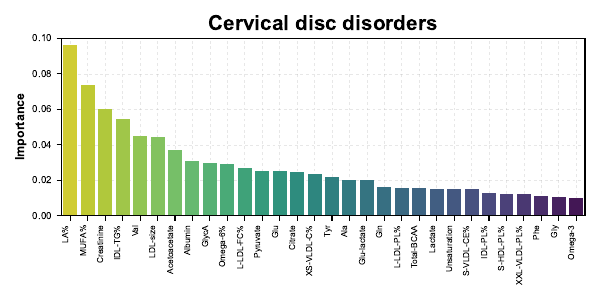 Cervical disc disorders
Importance
0.10
0.08
0.06
0.04
0.02
0.00
LA%
MUFA%
Creatinine
IDL-TG%
Val
LDL-size
Acetoacetate
Albumin
GlycA
Omega-6%
L-LDL-FC%
Pyruvate
Glu
Citrate
XS-VLDL-C%
Tyr
Ala
Glu-lactate
Gln
L-LDL-PL%
Total-BCAA
Lactate
Unsaturation
S-VLDL-CE%
IDL-PL%
S-HDL-PL%
XXL-VLDL-PL%
Phe
Gly
Omega-3